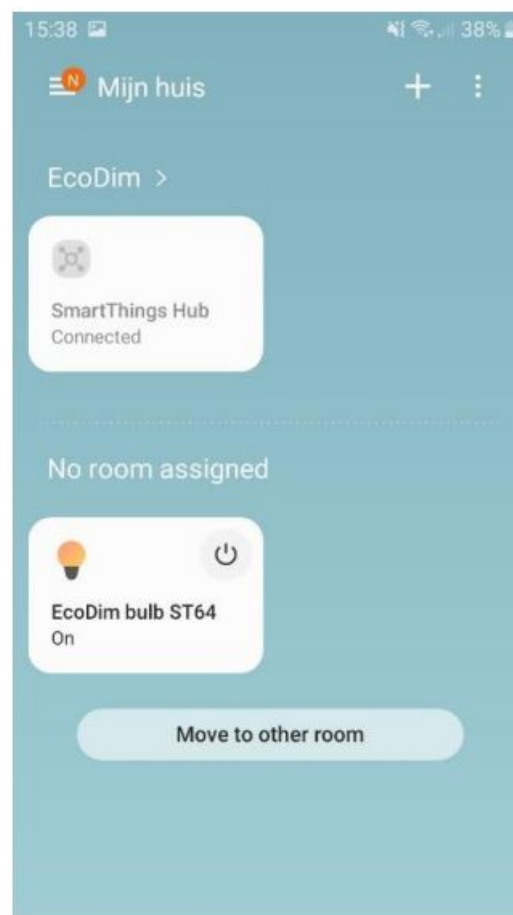 15:38 38%
N
Mijn huis
EcoDim >
SmartThings Hub
Connected
No room assigned
EcoDim bulb ST64
On
Move to other room